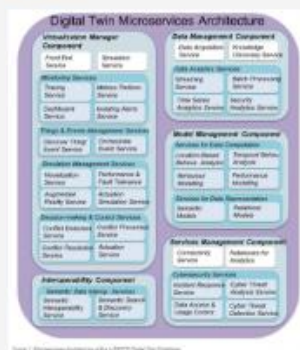 Digital Twin Microservices Architecture
Virtualization Manager
Component
Front-End
Service
Simulation
Service
Monitoring Services
Tracing
Service
Metrics Platform
Service
Dashboard
Service
Alerts
Service
Things & Events Management Services
Discover Thing/
Event Service
Orchestrate
Event Service
Simulation Management Services
Visualization
Service
Performance &
Fault Tolerance
Augmented
Reality Service
Actuation
Simulation Service
Decision-making & Control Services
Conflict Detection
Service
Conflict Prevention
Service
Conflict Resolution
Service
Actuation
Service
Interoperability Component
Semantic Data Interop. Services
Semantic
Interoperability
Service
Semantic Search
& Discovery
Service
Data Management Component
Data Acquisition
Service
Knowledge
Discovery Service
Data Analytics Services
Streaming
Service
Batch Processing
Service
Time Series
Analytics Service
Security
Analytics Service
Model Management Component
Services for Data Computation
Location-Based
Behavior Analysis
Temporal Behavior
Analysis
Behavioral
Modeling
Performance
Modeling
Services for Data Representation
Semantic
Models
Relational
Models
Services Management Component
Connectivity
Service
for
Analytics
Cybersecurity Services
Incident Response
Service
Cyber Threat
Analysis Service
Data Access &
Usage Control
Cyber Threat
Detection Service